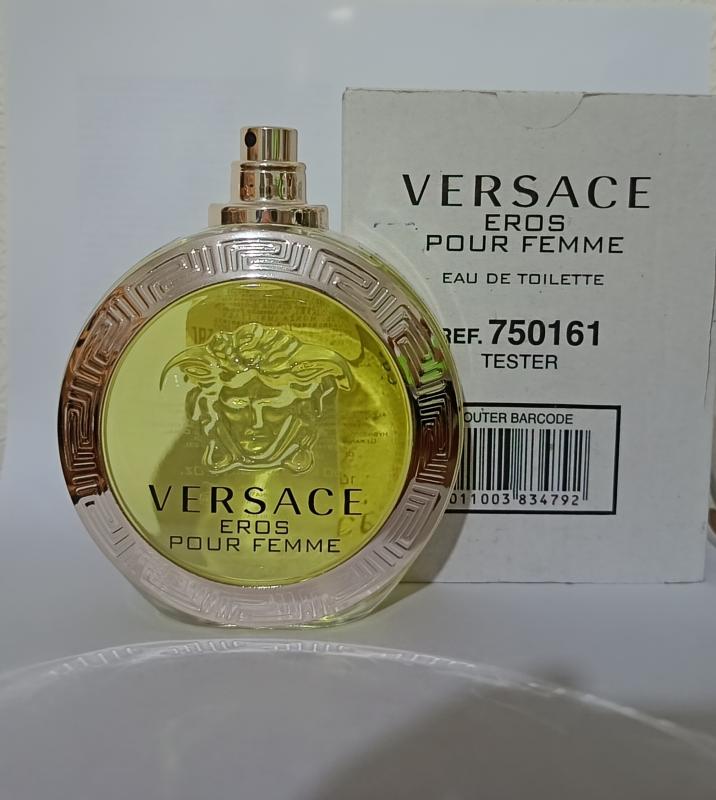 VERSACE
EROS
POUR FEMME
VERSACE
EROS
POUR FEMME
EAU DE TOILETTE
REF. 750161
TESTER
OUTER BARCODE
011003 834792